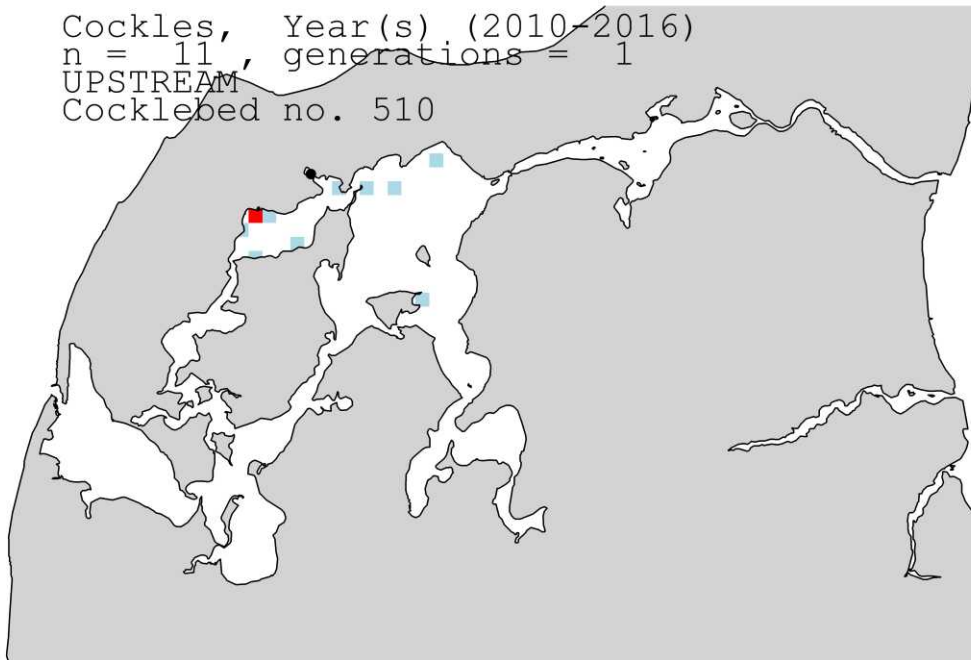 Cockles,  Year(s) (2010-2016)
n =  11 , generations =  1
UPSTREAM
Cocklebed no. 510